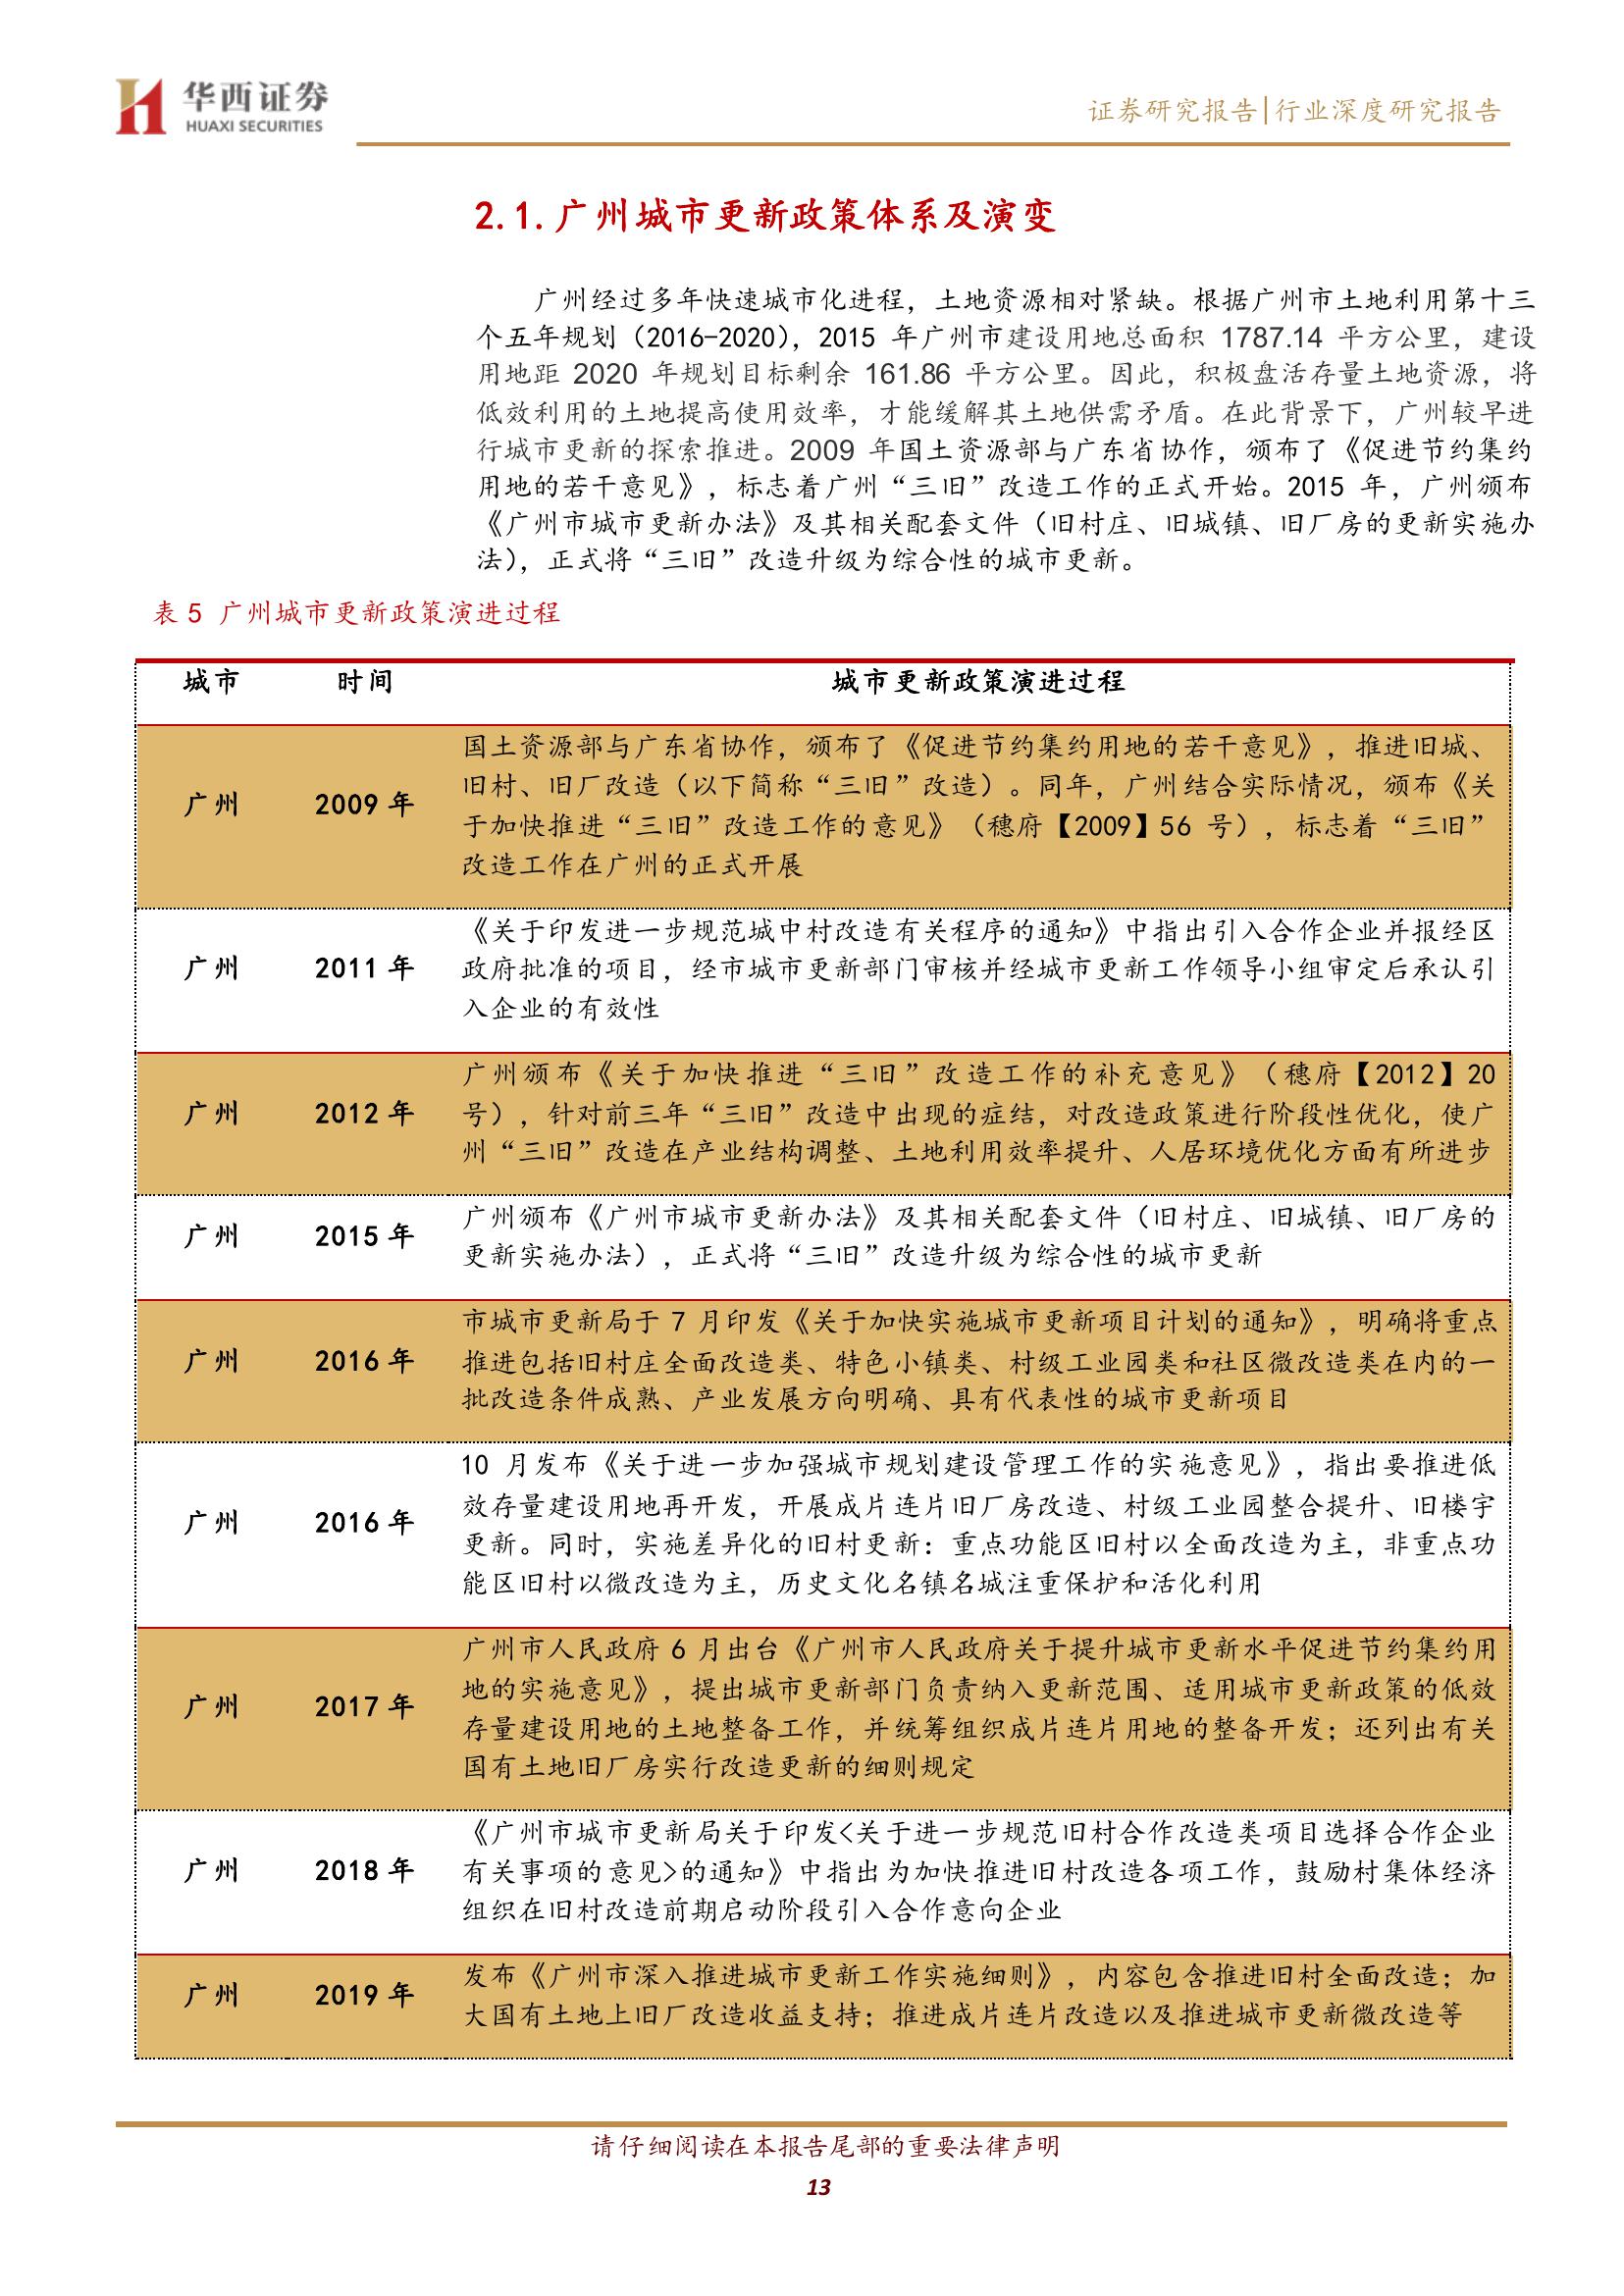 华西证券
HUAXI SECURITIES
证券研究报告|行业深度研究报告
2.1.广州城市更新政策体系及演变
广州经过多年快速城市化进程，土地资源相对紧缺。根据广州市土地利用第十三
个五年规划（2016-2020），2015 年广州市建设用地总面积 1787.14 平方公里，建设
用地距 2020 年规划目标剩余 161.86 平方公里。因此，积极盘活存量土地资源，将
低效利用的土地提高使用效率，才能缓解其土地供需矛盾。在此背景下，广州较早进
行城市更新的探索推进。2009 年国土资源部与广东省协作，颁布了《促进节约集约
用地的若干意见》，标志着广州“三旧”改造工作的正式开始。2015 年，广州颁布
《广州市城市更新办法》及其相关配套文件（旧村庄、旧城镇、旧厂房的更新实施办
法），正式将“三旧”改造升级为综合性的城市更新。
表 5 广州城市更新政策演进过程
城市 时间 城市更新政策演进过程
国土资源部与广东省协作，颁布了《促进节约集约用地的若干意见》，推进旧城、
旧村、旧厂改造（以下简称“三旧”改造）。同年，广州结合实际情况，颁布《关
广州 2009 年
于加快推进“三旧”改造工作的意见》（穗府【2009】56 号），标志着“三旧”
改造工作在广州的正式开展
《关于印发进一步规范城中村改造有关程序的通知》中指出引入合作企业并报经区
广州 2011 年 政府批准的项目，经市城市更新部门审核并经城市更新工作领导小组审定后承认引
入企业的有效性
广州颁布《关于加快推进“三旧”改造工作的补充意见》（穗府【2012】20
广州 2012 年 号），针对前三年“三旧”改造中出现的症结，对改造政策进行阶段性优化，使广
州“三旧”改造在产业结构调整、土地利用效率提升、人居环境优化方面有所进步
广州颁布《广州市城市更新办法》及其相关配套文件（旧村庄、旧城镇、旧厂房的
广州 2015 年
更新实施办法），正式将“三旧”改造升级为综合性的城市更新
市城市更新局于 7 月印发《关于加快实施城市更新项目计划的通知》，明确将重点
广州 2016 年 推进包括旧村庄全面改造类、特色小镇类、村级工业园类和社区微改造类在内的一
批改造条件成熟、产业发展方向明确、具有代表性的城市更新项目
10 月发布《关于进一步加强城市规划建设管理工作的实施意见》，指出要推进低
效存量建设用地再开发，开展成片连片旧厂房改造、村级工业园整合提升、旧楼宇
广州 2016 年
更新。同时，实施差异化的旧村更新：重点功能区旧村以全面改造为主，非重点功
能区旧村以微改造为主，历史文化名镇名城注重保护和活化利用
广州市人民政府 6 月出台《广州市人民政府关于提升城市更新水平促进节约集约用
地的实施意见》，提出城市更新部门负责纳入更新范围、适用城市更新政策的低效
广州 2017 年
存量建设用地的土地整备工作，并统筹组织成片连片用地的整备开发；还列出有关
国有土地旧厂房实行改造更新的细则规定
《广州市城市更新局关于印发<关于进一步规范旧村合作改造类项目选择合作企业
广州 2018 年 有关事项的意见>的通知》中指出为加快推进旧村改造各项工作，鼓励村集体经济
组织在旧村改造前期启动阶段引入合作意向企业
发布《广州市深入推进城市更新工作实施细则》，内容包含推进旧村全面改造；加
广州 2019 年
大国有土地上旧厂改造收益支持；推进成片连片改造以及推进城市更新微改造等
请仔细阅读在本报告尾部的重要法律声明
13